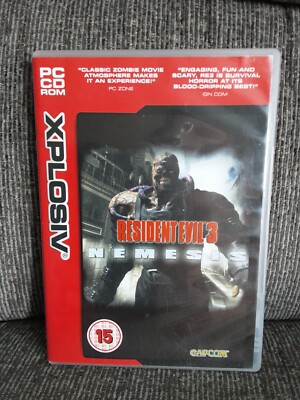 PC
CD
ROM
XPLOSIV
"CLASSIC ZOMBIE MOVIE
ATMOSPHERE MAKES
IT AN EXPERIENCE!"
PC ZONE
"ENGAGING, FUN AND
SCARY, RE3 IS SURVIVAL
HORROR AT ITS
BLOOD-DRIPPING BEST!"
IGN.COM
RESIDENT EVIL 3
NEMESIS
15
CAPCOM